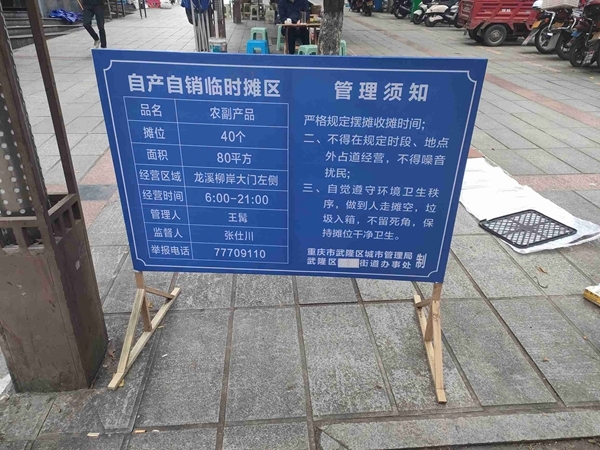 自产自销临时摊区
品名 农副产品
摊位 40个
面积 80平方
经营区域 龙溪柳岸大门左侧
经营时间 6:00-21:00
管理人 王髯
监督人 张仕川
举报电话 77709110
管理须知
严格规定摆摊收摊时间；
二、不得在规定时段、地点
外占道经营，不得噪音
扰民；
三、自觉遵守环境卫生秩
序，做到人走摊空，垃
圾入箱，不留死角，保
持摊位干净卫生。
重庆市武隆区城市管理局
武隆区 街道办事处
制